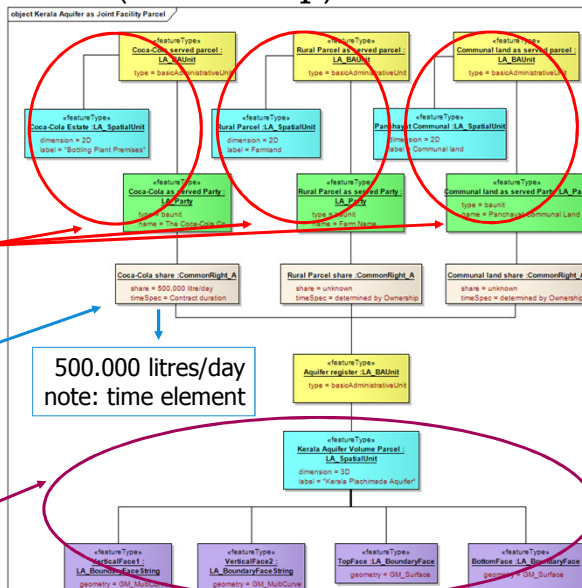 object Kerala Aquifer as Joint Facility Parcel
«featureType»
Coca-Cola served parcel :
LA_BAUnit
type = basicAdministrativeUnit
«featureType»
Rural Parcel as served parcel :
LA_BAUnit
type = basicAdministrativeUnit
«featureType»
Communal land as served parcel :
LA_BAUnit
type = basicAdministrativeUnit
«featureType»
Coca-Cola Estate :LA_SpatialUnit
dimension = 2D
label = "Bottling Plant Premises"
«featureType»
Rural Parcel :LA_SpatialUnit
dimension = 2D
label = Farmland
«featureType»
Panchayat Communal :LA_SpatialUnit
dimension = 2D
label = Communal land
«featureType»
Coca-Cola as served Party :
LA_Party
type = baunit
name = The Coca-Cola Co
«featureType»
Rural Parcel as served Party :
LA_Party
type = baunit
name = Farm Name
«featureType»
Communal land as served Party :LA_Pa
type = baunit
name = Panchayat Communal Land
Coca-Cola share :CommonRight_A
share = 500,000 litre/day
timeSpec = Contract duration
Rural Parcel share :CommonRight_A
share = unknown
timeSpec = determined by Ownership
Communal land share :CommonRight_A
share = unknown
timeSpec = determined by Ownership
500.000 litres/day
note: time element
«featureType»
Aquifer register :LA_BAUnit
type = basicAdministrativeUnit
«featureType»
Kerala Aquifer Volume Parcel :
LA_SpatialUnit
dimension = 3D
label = "Kerala Plachimada Aquifer"
«featureType»
VerticalFace1 :
LA_BoundaryFaceString
geometry = GM_MultiCurve
«featureType»
VerticalFace2 :
LA_BoundaryFaceString
geometry = GM_MultiCurve
«featureType»
TopFace :LA_BoundaryFace
geometry = GM_Surface
«featureType»
BottomFace :LA_BoundaryFace
geometry = GM_Surface